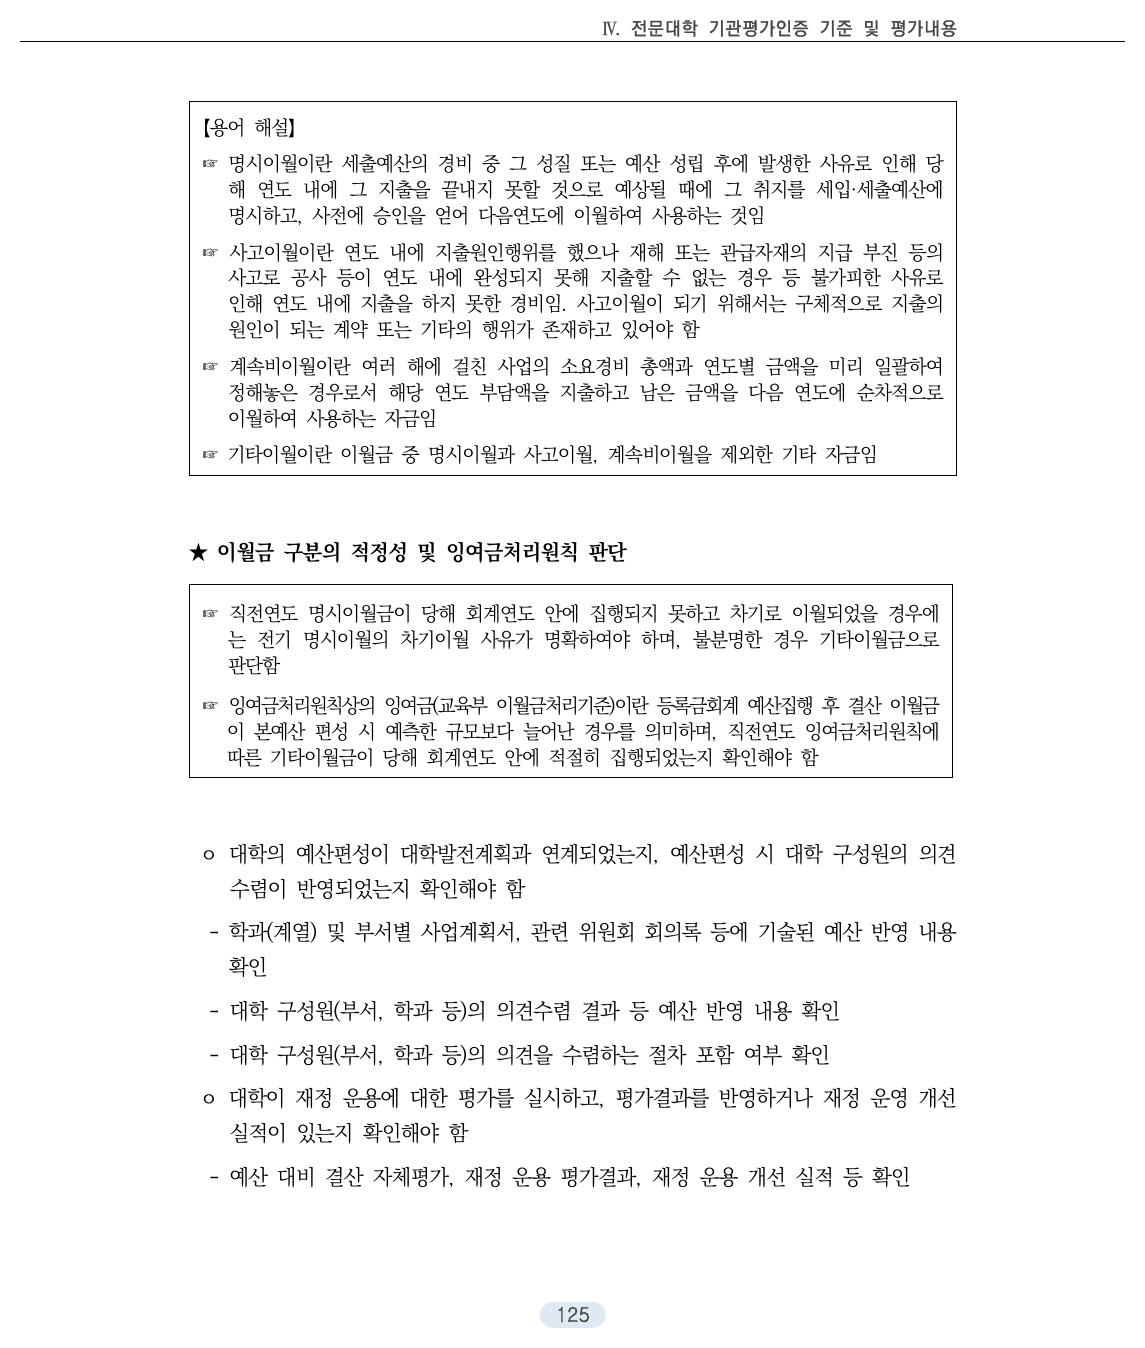 Ⅳ. 전문대학 기관평가인증 기준 및 평가내용
【용어 해설】
☞ 명시이월이란 세출예산의 경비 중 그 성질 또는 예산 성립 후에 발생한 사유로 인해 당
해 연도 내에 그 지출을 끝내지 못할 것으로 예상될 때에 그 취지를 세입·세출예산에
명시하고, 사전에 승인을 얻어 다음연도에 이월하여 사용하는 것임
☞ 사고이월이란 연도 내에 지출원인행위를 했으나 재해 또는 관급자재의 지급 부진 등의
사고로 공사 등이 연도 내에 완성되지 못해 지출할 수 없는 경우 등 불가피한 사유로
인해 연도 내에 지출을 하지 못한 경비임. 사고이월이 되기 위해서는 구체적으로 지출의
원인이 되는 계약 또는 기타의 행위가 존재하고 있어야 함
☞ 계속비이월이란 여러 해에 걸친 사업의 소요경비 총액과 연도별 금액을 미리 일괄하여
정해놓은 경우로서 해당 연도 부담액을 지출하고 남은 금액을 다음 연도에 순차적으로
이월하여 사용하는 자금임
☞ 기타이월이란 이월금 중 명시이월과 사고이월, 계속비이월을 제외한 기타 자금임
★ 이월금 구분의 적정성 및 잉여금처리원칙 판단
☞ 직전연도 명시이월금이 당해 회계연도 안에 집행되지 못하고 차기로 이월되었을 경우에
는 전기 명시이월의 차기이월 사유가 명확하여야 하며, 불분명한 경우 기타이월금으로
판단함
☞ 잉여금처리원칙상의 잉여금(교육부 이월금처리기준)이란 등록금회계 예산집행 후 결산 이월금
이 본예산 편성 시 예측한 규모보다 늘어난 경우를 의미하며, 직전연도 잉여금처리원칙에
따른 기타이월금이 당해 회계연도 안에 적절히 집행되었는지 확인해야 함
ㅇ 대학의 예산편성이 대학발전계획과 연계되었는지, 예산편성 시 대학 구성원의 의견
수렴이 반영되었는지 확인해야 함
- 학과(계열) 및 부서별 사업계획서, 관련 위원회 회의록 등에 기술된 예산 반영 내용
확인
- 대학 구성원(부서, 학과 등)의 의견수렴 결과 등 예산 반영 내용 확인
- 대학 구성원(부서, 학과 등)의 의견을 수렴하는 절차 포함 여부 확인
ㅇ 대학이 재정 운용에 대한 평가를 실시하고, 평가결과를 반영하거나 재정 운영 개선
실적이 있는지 확인해야 함
- 예산 대비 결산 자체평가, 재정 운용 평가결과, 재정 운용 개선 실적 등 확인
125